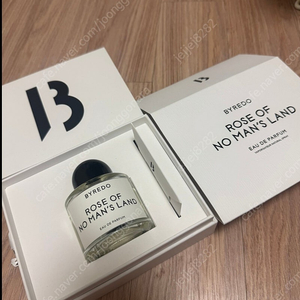 B
BYREDO
ROSE OF
NO MAN'S LAND
EAU DE PARFUM
BYREDO
ROSE OF
NO MAN'S LAND
EAU DE PARFUM